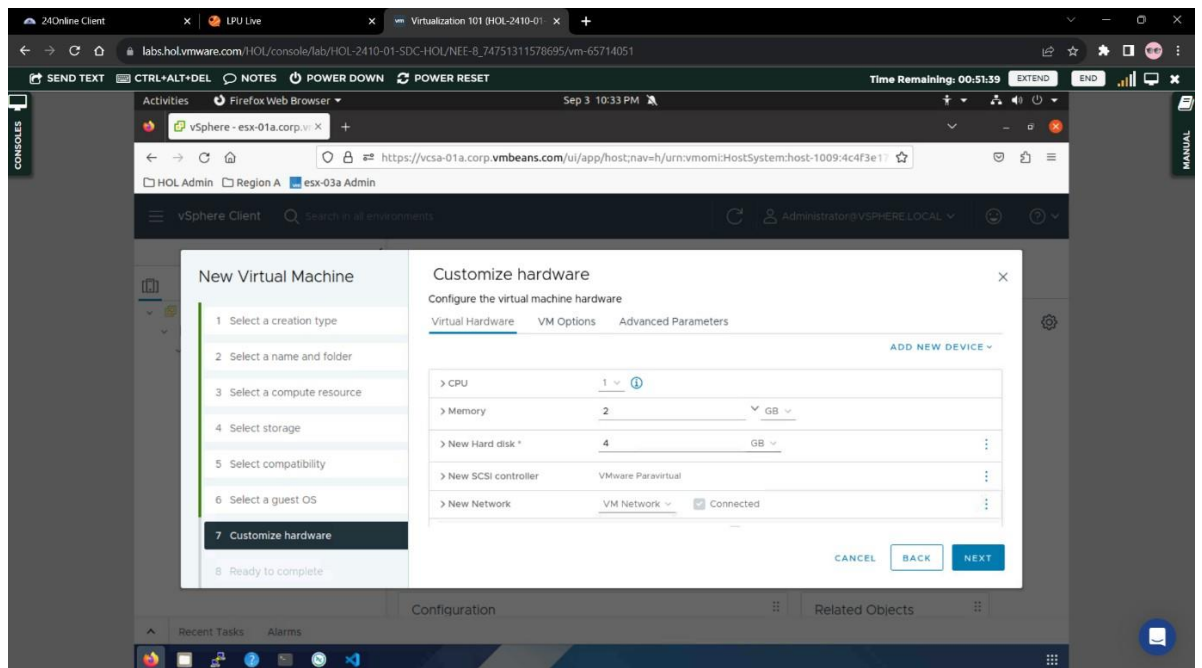 24Online Client
LPU Live
Virtualization 101 (HOL-2410-01-
labs.hol.vmware.com/HOL/console/lab/HOL-2410-01-SDC-HOL/NEE-8_74751311578695/vm-65714051
SEND TEXT CTRL+ALT+DEL NOTES POWER DOWN POWER RESET Time Remaining: 00:51:39 EXTEND END
CONSOLES
MANUAL
Activities Firefox Web Browser Sep 3 10:33 PM
vSphere - esx-01a.corp.v
https://vcsa-01a.corp.vmbeans.com/ui/app/host;nav=h/urn:vmomi:HostSystem:host-1009:4c4f3e17
HOL Admin Region A esx-03a Admin
vSphere Client Search in all environments Administrator@VSPHERE.LOCAL
New Virtual Machine
1 Select a creation type
2 Select a name and folder
3 Select a compute resource
4 Select storage
5 Select compatibility
6 Select a guest OS
7 Customize hardware
8 Ready to complete
Customize hardware
Configure the virtual machine hardware
Virtual Hardware VM Options Advanced Parameters
ADD NEW DEVICE
> CPU 1
> Memory 2 GB
> New Hard disk * 4 GB
> New SCSI controller VMware Paravirtual
> New Network VM Network Connected
CANCEL BACK NEXT
Configuration Related Objects
Recent Tasks Alarms